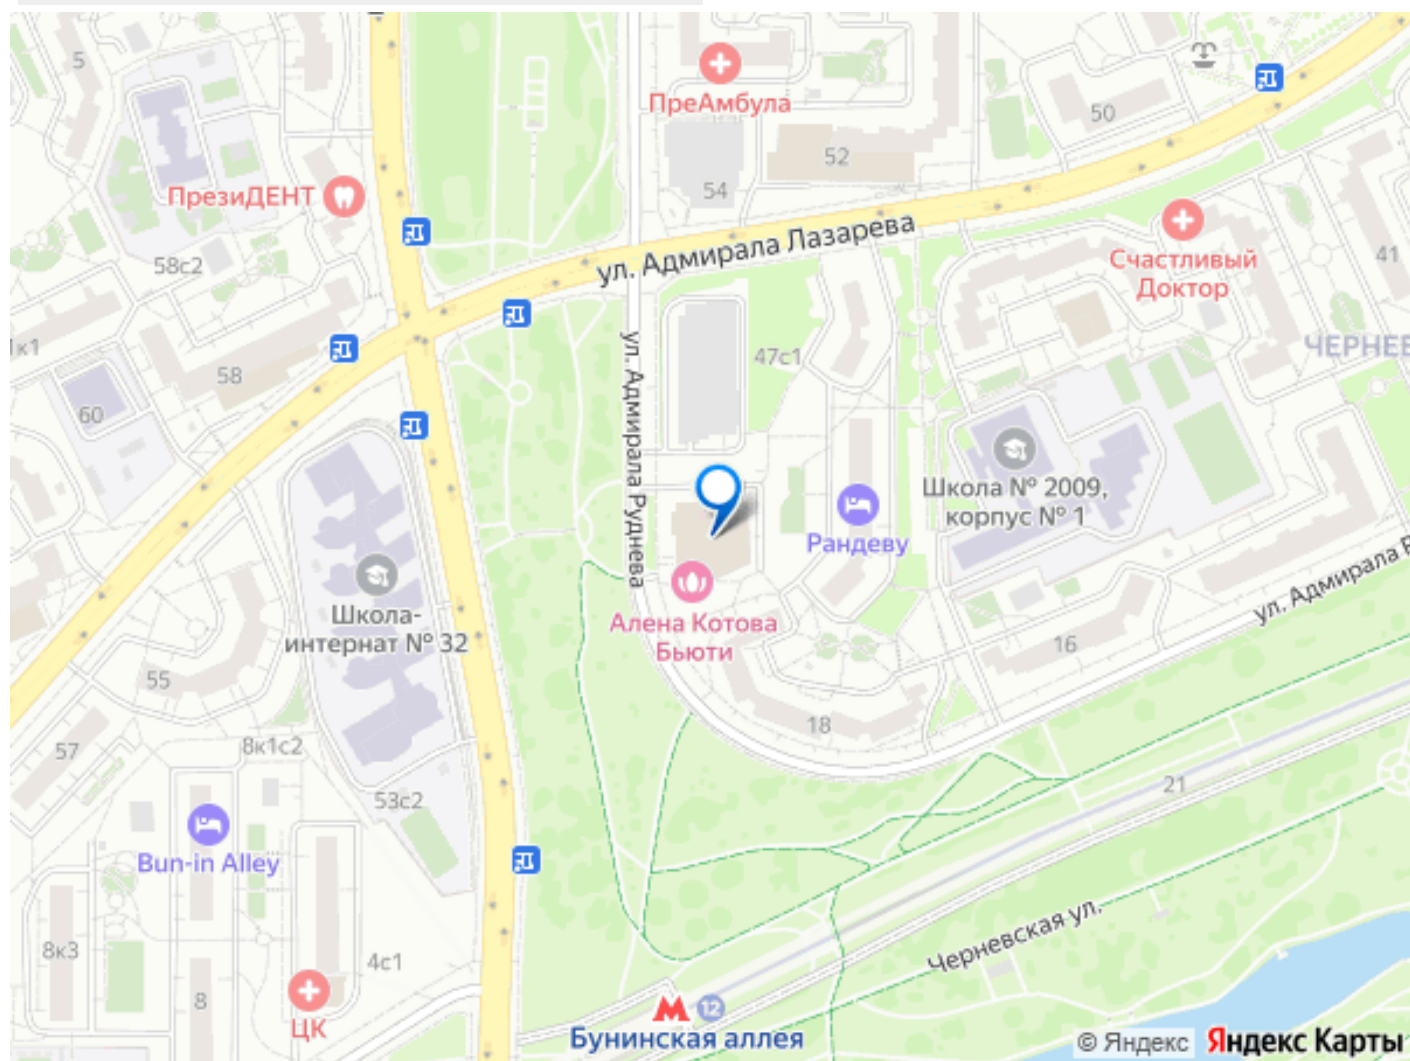 5
ПреАмбула
50
52
54
ПрезиДЕНТ
ул. Адмирала Лазарева
58с2
Счастливый
Доктор
41
1к1
58
47с1
ЧЕРНЕВ
60
ул. Адмирала Руднева
Школа № 2009,
корпус № 1
Рандеву
Школа-
интернат № 32
Алена Котова
Бьюти
ул. Адмирала Р
16
55
18
57
8к1с2
53с2
21
Bun-in Alley
Черневская ул.
8к3
4с1
8
ЦК
12
Бунинская аллея
© Яндекс Яндекс Карты